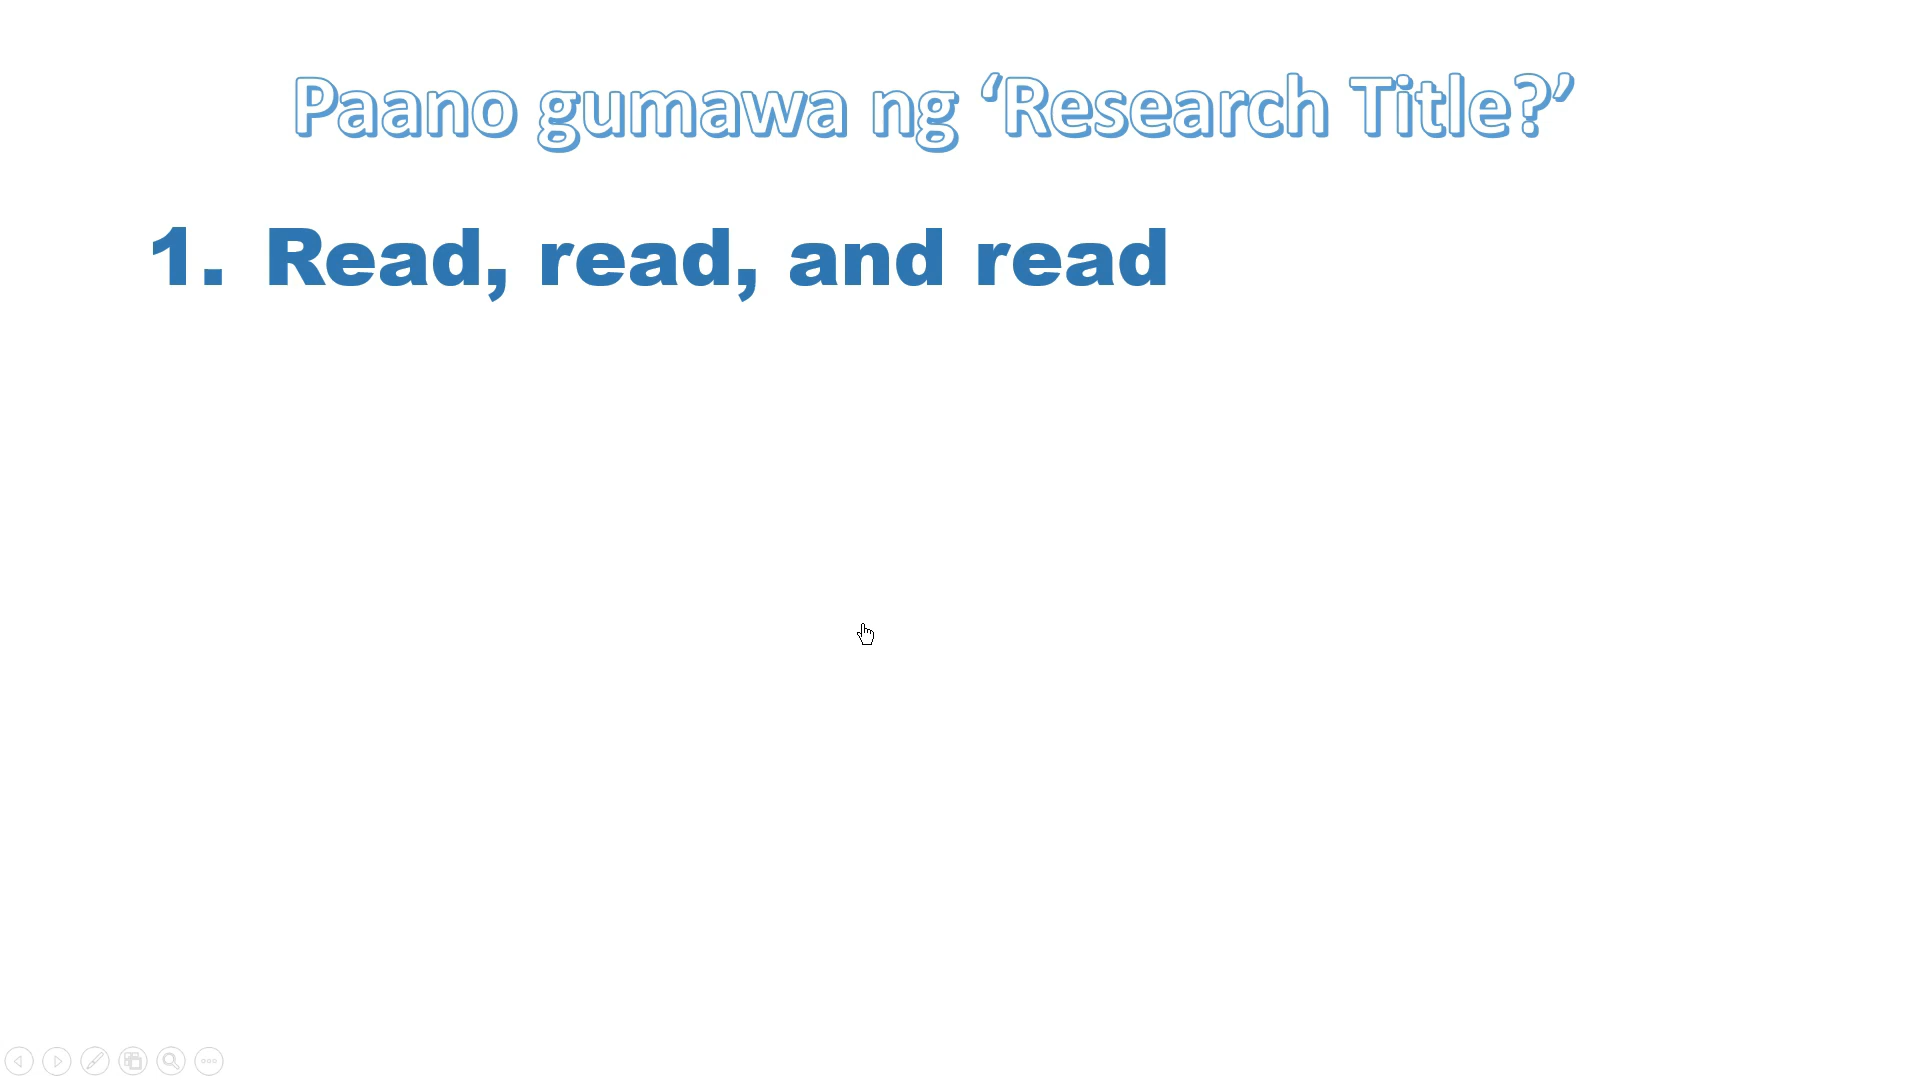 Paano gumawa ng ‘Research Title?’
1. Read, read, and read